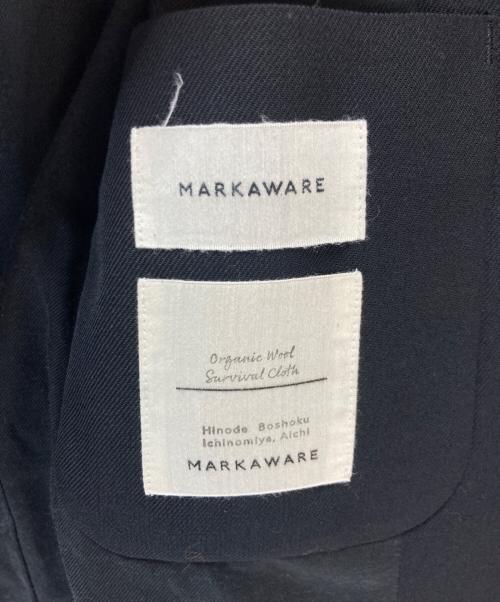 MARKAWARE
Organic Wool
Survival Cloth
Hinode Boshoku
Ichinomiya, Aichi
MARKAWARE